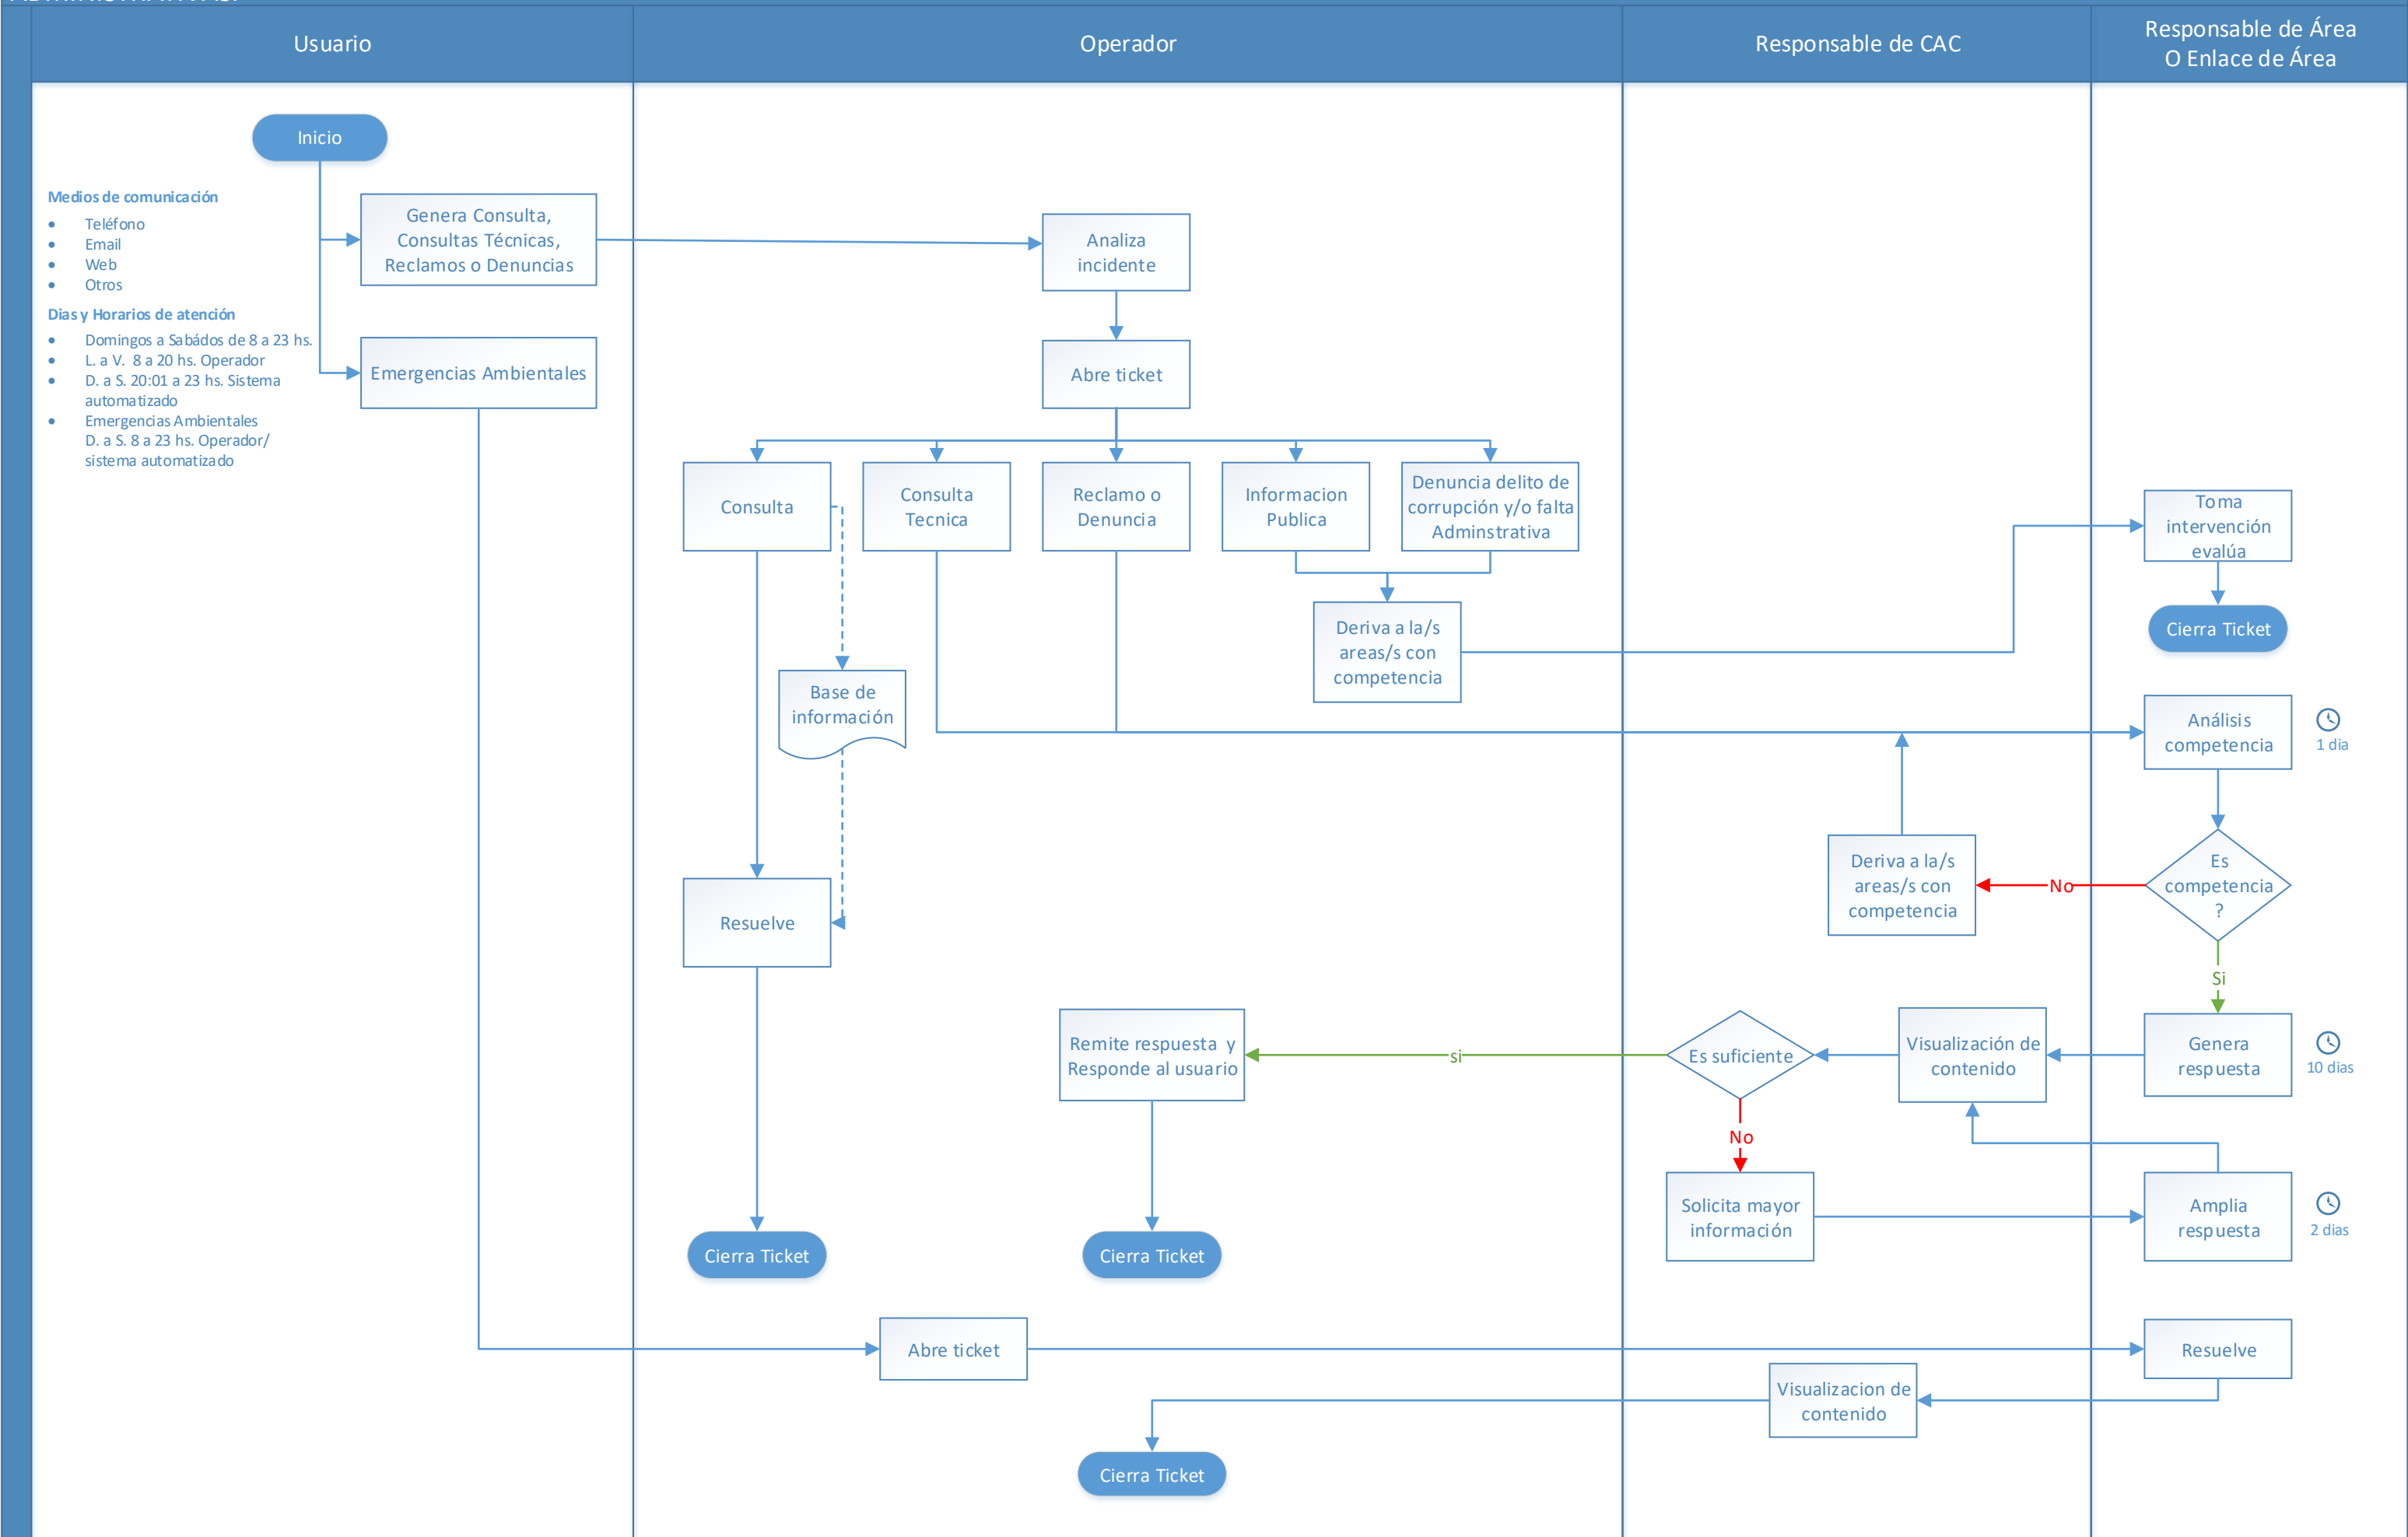 Usuario
Operador
Responsable de CAC
Responsable de Área
O Enlace de Área
Inicio
Medios de comunicación
• Teléfono
• Email
• Web
• Otros
Dias y Horarios de atención
• Domingos a Sabádos de 8 a 23 hs.
• L. a V. 8 a 20 hs. Operador
• D. a S. 20:01 a 23 hs. Sistema
automatizado
• Emergencias Ambientales
D. a S. 8 a 23 hs. Operador/
sistema automatizado
Genera Consulta,
Consultas Técnicas,
Reclamos o Denuncias
Emergencias Ambientales
Analiza
incidente
Abre ticket
Consulta
Consulta
Tecnica
Reclamo o
Denuncia
Informacion
Publica
Denuncia delito de
corrupción y/o falta
Adminstrativa
Toma
intervención
evalúa
Deriva a la/s
areas/s con
competencia
Cierra Ticket
Base de
información
Análisis
competencia
1 dia
Deriva a la/s
areas/s con
competencia
No
Es
competencia
?
Resuelve
Si
Remite respuesta y
Responde al usuario
si
Es suficiente
Visualización de
contenido
Genera
respuesta
10 dias
No
Solicita mayor
información
Amplia
respuesta
2 dias
Cierra Ticket
Cierra Ticket
Abre ticket
Resuelve
Visualizacion de
contenido
Cierra Ticket